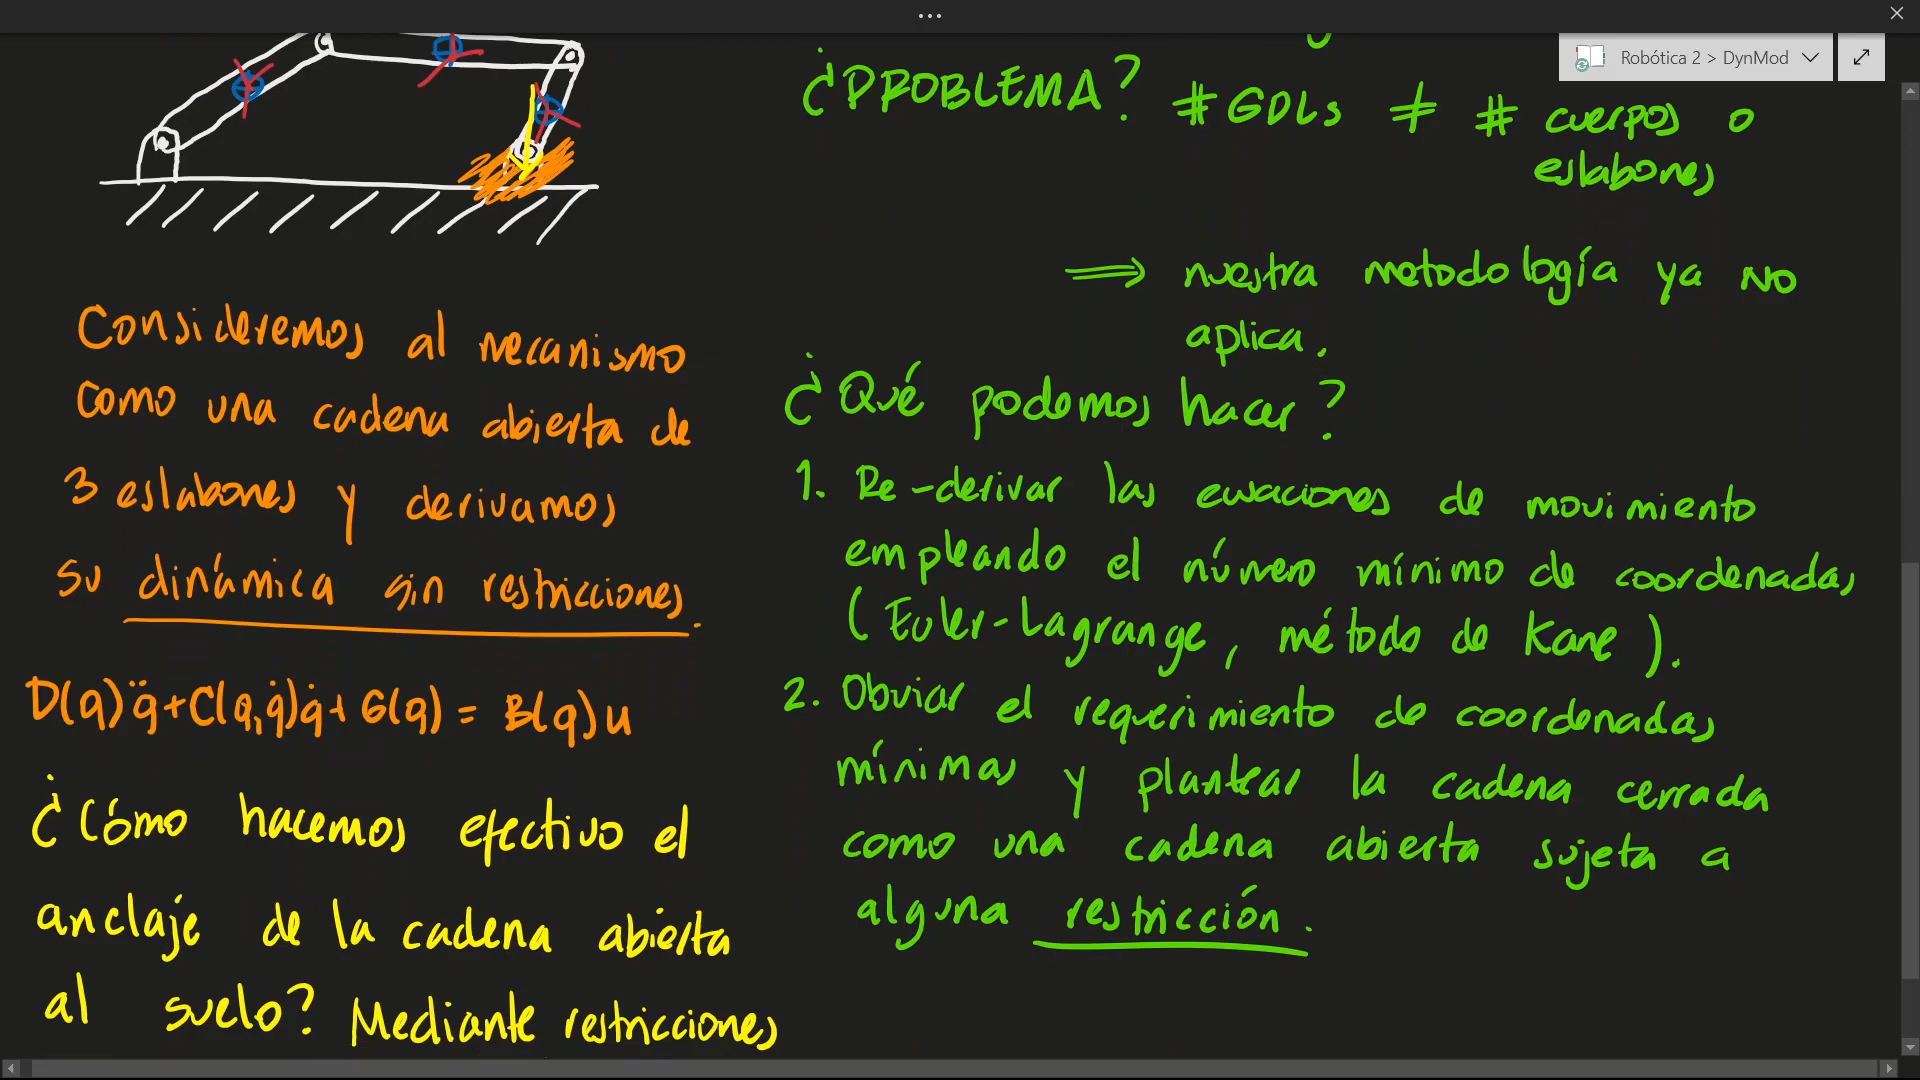 Robótica 2 > DynMod
¿PROBLEMA? # GDLs ≠ # cuerpos o
eslabones
⟹ nuestra metodología ya no
aplica.
¿Qué podemos hacer?
1. Re-derivar las ecuaciones de movimiento
empleando el número mínimo de coordenadas
(Euler-Lagrange, método de Kane).
2. Obviar el requerimiento de coordenadas
mínimas y plantear la cadena cerrada
como una cadena abierta sujeta a
alguna restricción.
Consideremos al mecanismo
como una cadena abierta de
3 eslabones y derivamos
su dinámica sin restricciones.
D(q)q̈+C(q,q̇)q̇+G(q) = B(q)u
¿Cómo hacemos efectivo el
anclaje de la cadena abierta
al suelo? Mediante restricciones